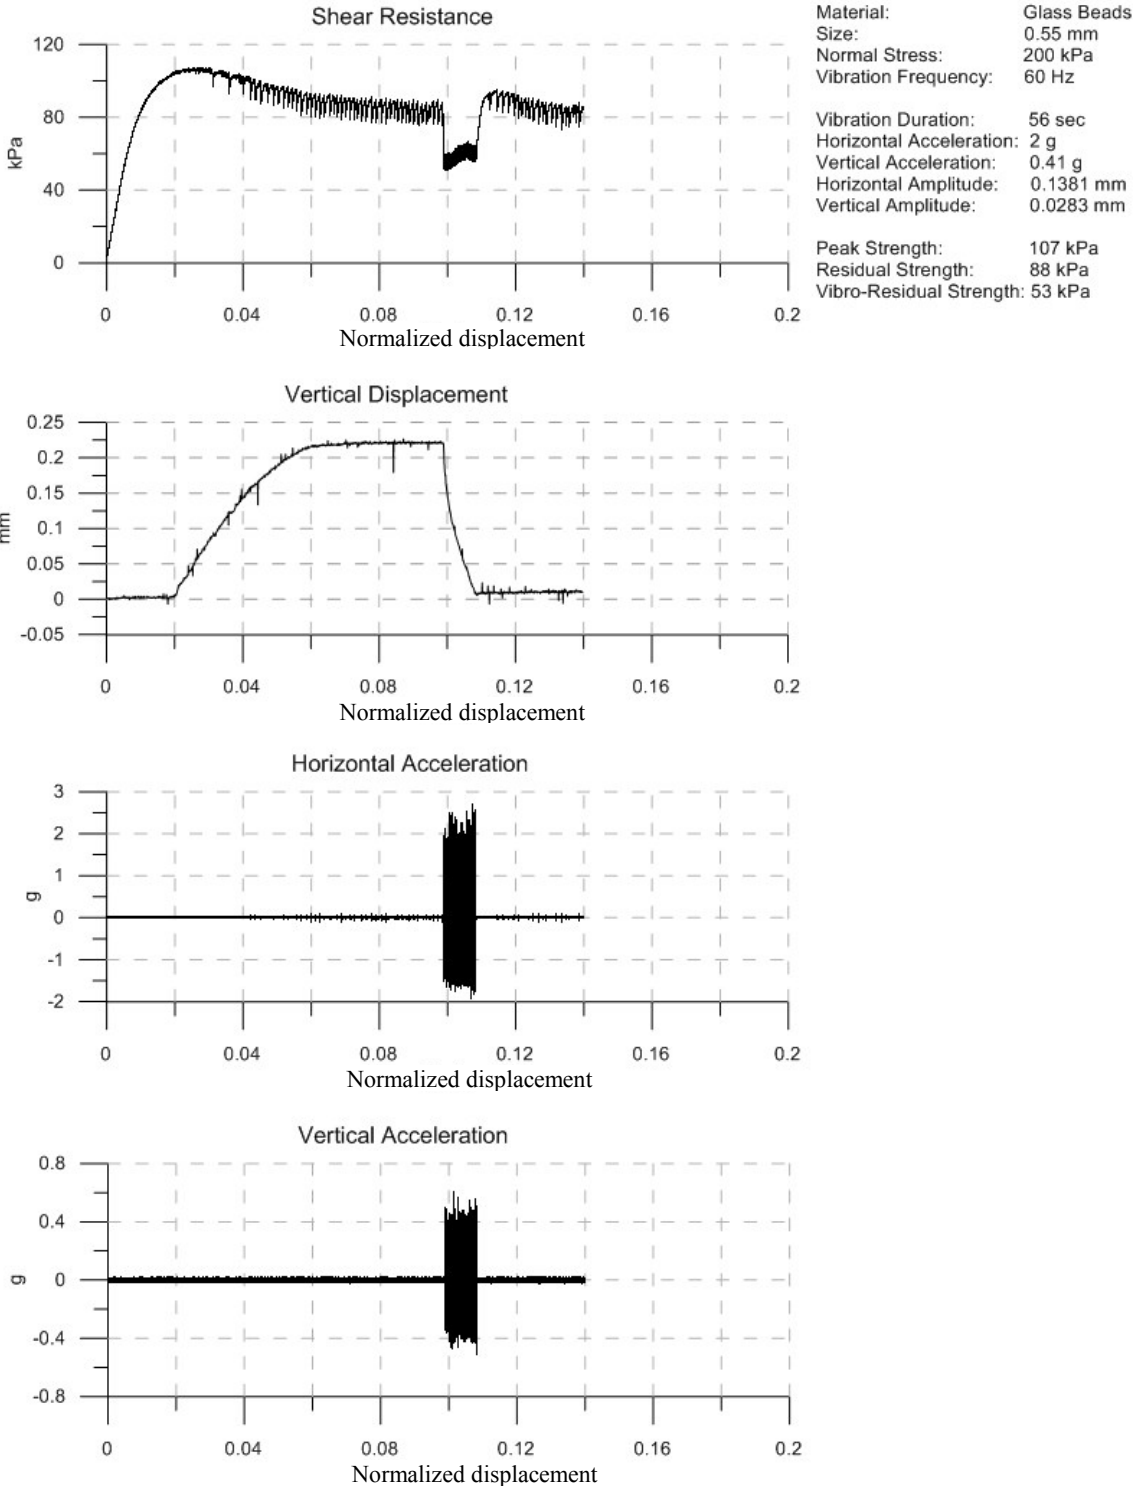 Shear Resistance
120
80
40
0
kPa
0 0.04 0.08 0.12 0.16 0.2
Normalized displacement
Material: Glass Beads
Size: 0.55 mm
Normal Stress: 200 kPa
Vibration Frequency: 60 Hz
Vibration Duration: 56 sec
Horizontal Acceleration: 2 g
Vertical Acceleration: 0.41 g
Horizontal Amplitude: 0.1381 mm
Vertical Amplitude: 0.0283 mm
Peak Strength: 107 kPa
Residual Strength: 88 kPa
Vibro-Residual Strength: 53 kPa
Vertical Displacement
0.25
0.2
0.15
0.1
0.05
0
-0.05
mm
0 0.04 0.08 0.12 0.16 0.2
Normalized displacement
Horizontal Acceleration
3
2
1
0
-1
-2
g
0 0.04 0.08 0.12 0.16 0.2
Normalized displacement
Vertical Acceleration
0.8
0.4
0
-0.4
-0.8
g
0 0.04 0.08 0.12 0.16 0.2
Normalized displacement